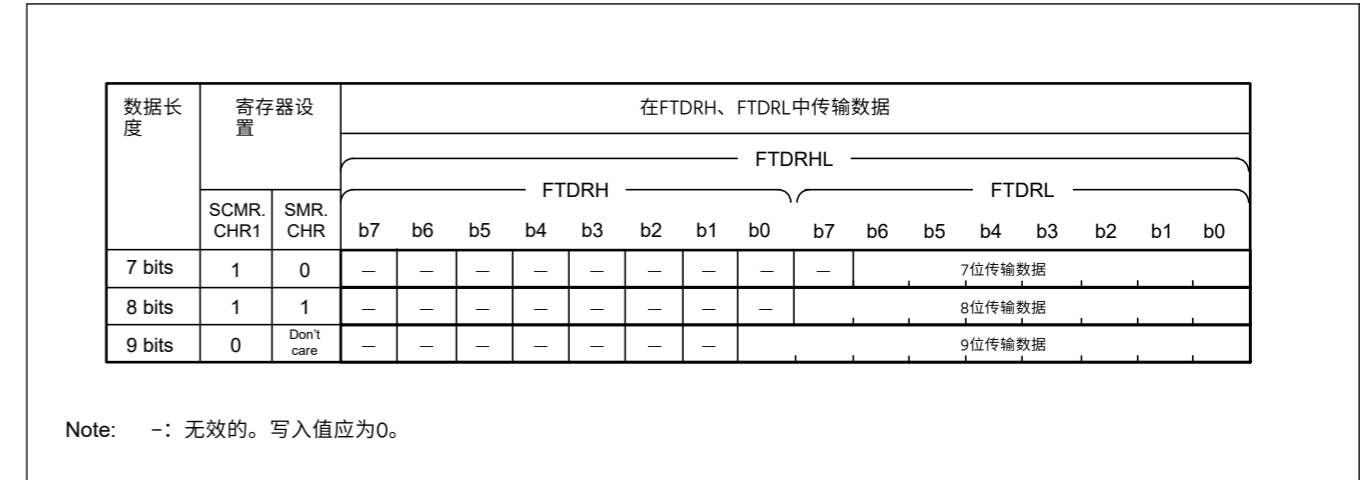 数据长度 寄存器设置 在FTDRH、FTDRL中传输数据
FTDRHL
FTDRH FTDRL
SCMR. CHR1 SMR. CHR b7 b6 b5 b4 b3 b2 b1 b0 b7 b6 b5 b4 b3 b2 b1 b0
7 bits 1 0 — — — — — — — — — 7位传输数据
8 bits 1 1 — — — — — — — — 8位传输数据
9 bits 0 Don't care — — — — — — — 9位传输数据
Note: –：无效的。写入值应为0。